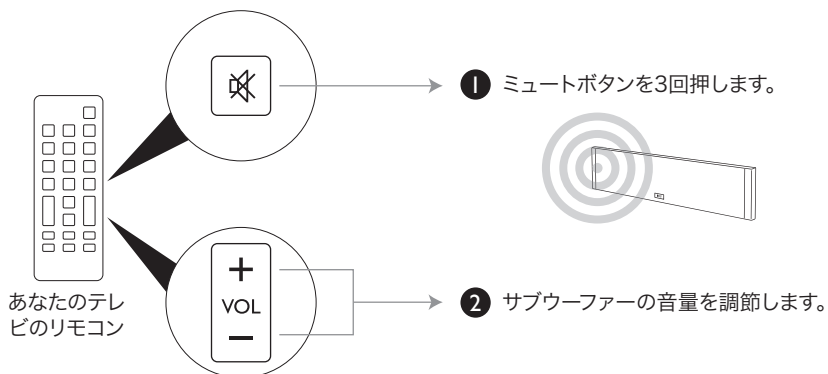 ❶ ミュートボタンを3回押します。
あなたのテレ
ビのリモコン
+
VOL
−
❷ サブウーファーの音量を調節します。